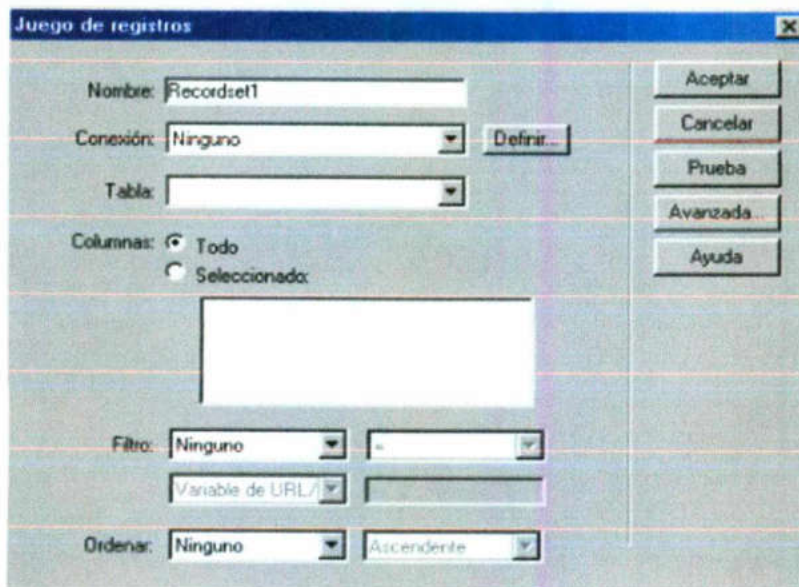 Juego de registros
Nombre: Recordset1
Conexión: Ninguno Definir...
Tabla:
Columnas: Todo
Seleccionado:
Filtro: Ninguno =
Variable de URL/
Ordenar: Ninguno Ascendente
Aceptar
Cancelar
Prueba
Avanzada...
Ayuda